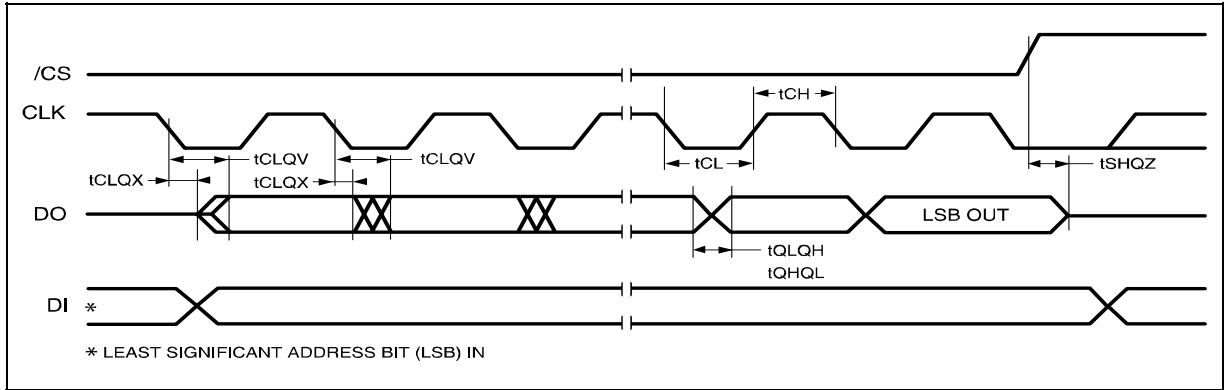 /CS
CLK
tCH
tCLQV
tCLQV
tCL
tSHQZ
tCLQX
tCLQX
DO
LSB OUT
tQLQH
tQHQL
DI *
* LEAST SIGNIFICANT ADDRESS BIT (LSB) IN